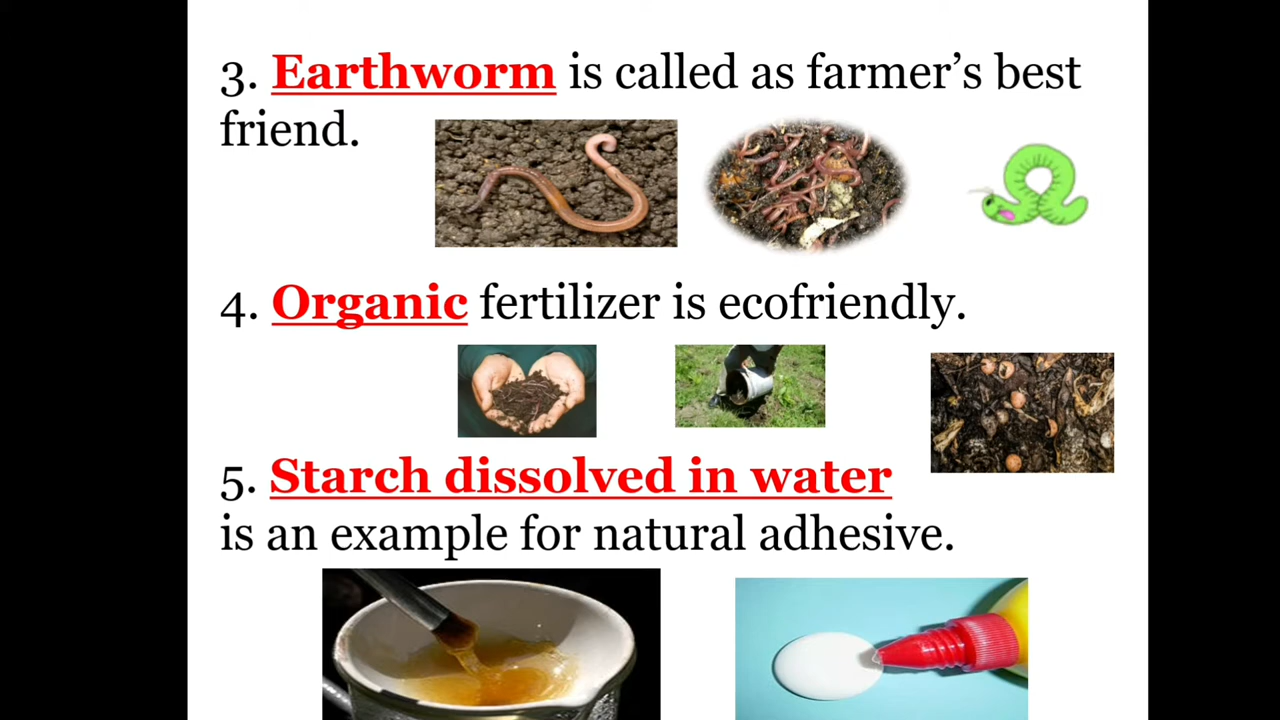 3. Earthworm is called as farmer’s best
friend.
4. Organic fertilizer is ecofriendly.
5. Starch dissolved in water
is an example for natural adhesive.